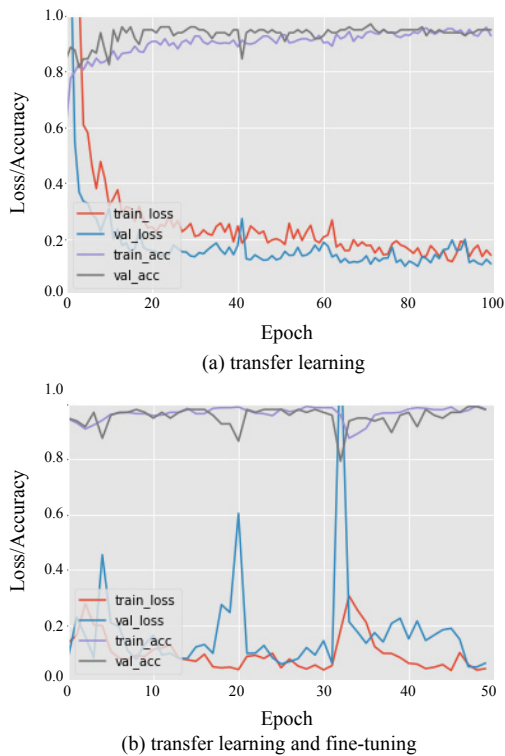 1.0
0.8
0.6
0.4
0.2
0.0
Loss/Accuracy
train_loss
val_loss
train_acc
val_acc
0 20 40 60 80 100
Epoch
(a) transfer learning
1.0
0.8
0.6
0.4
0.2
0.0
Loss/Accuracy
train_loss
val_loss
train_acc
val_acc
0 10 20 30 40 50
Epoch
(b) transfer learning and fine-tuning